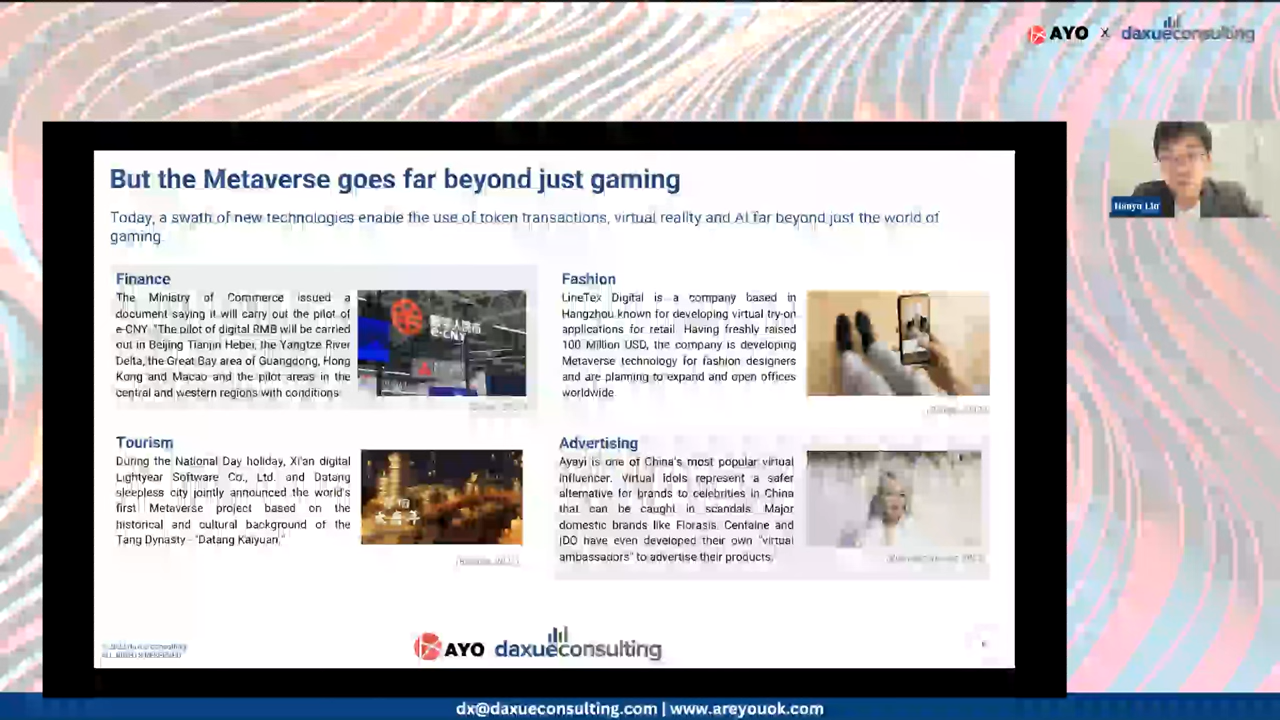 AYO x daxueconsulting
But the Metaverse goes far beyond just gaming
Today, a swath of new technologies enable the use of token transactions, virtual reality and AI far beyond just the world of
gaming.
Finance
The Ministry of Commerce issued a
document saying it will carry out the pilot of
e-CNY. "The pilot of digital RMB will be carried
out in Beijing Tianjin Hebei, the Yangtze River
Delta, the Great Bay area of Guangdong, Hong
Kong and Macao and the pilot areas in the
central and western regions with conditions
e-CNY
Fashion
LineTex Digital is a company based in
Hangzhou known for developing virtual try-on
applications for retail. Having freshly raised
100 Million USD, the company is developing
Metaverse technology for fashion designers
and are planning to expand and open offices
worldwide
Tourism
During the National Day holiday, Xi'an digital
Lightyear Software Co., Ltd. and Datang
sleepless city jointly announced the world's
first Metaverse project based on the
historical and cultural background of the
Tang Dynasty - "Datang Kaiyuan."
Advertising
Ayayi is one of China's most popular virtual
influencer. Virtual Idols represent a safer
alternative for brands to celebrities in China
that can be caught in scandals. Major
domestic brands like Florasis, Centaine and
IDO have even developed their own "virtual
ambassadors" to advertise their products.
AYO daxueconsulting
Hanyu Liu
dx@daxueconsulting.com | www.areyouok.com